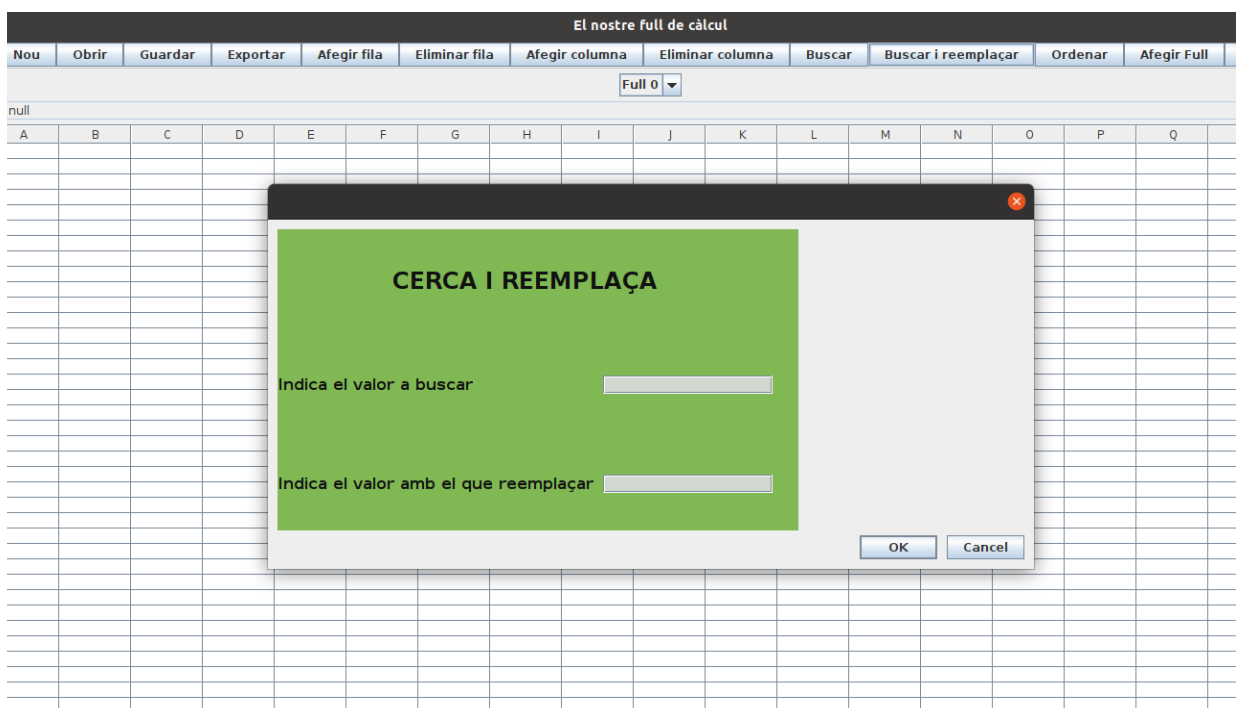 El nostre full de càlcul
Nou Obrir Guardar Exportar Afegir fila Eliminar fila Afegir columna Eliminar columna Buscar Buscar i reemplaçar Ordenar Afegir Full
Full 0
null
A B C D E F G H I J K L M N O P Q
CERCA I REEMPLAÇA
Indica el valor a buscar
Indica el valor amb el que reemplaçar
OK Cancel